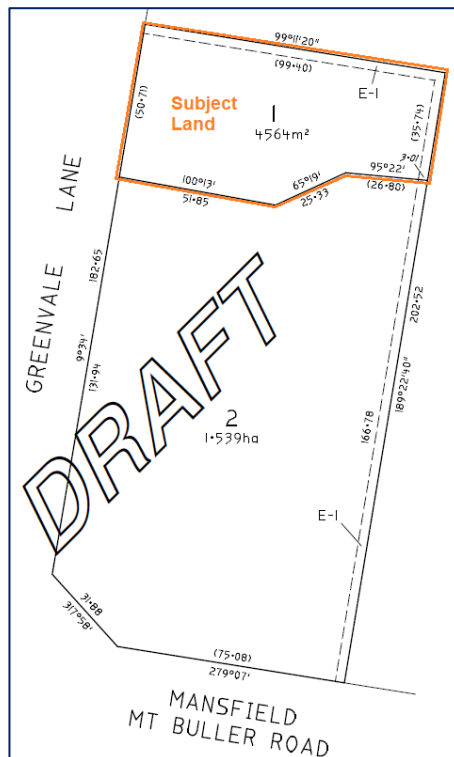 99°11'20"
(99·40)
E-1
(50·71)
Subject
Land
1
4564m²
(35·74)
3·01
95°22'
(26·80)
65°19'
25·33
100°13'
51·85
GREENVALE LANE
182·65
9°34'
131·94
202·52
189°22'40"
166·78
DRAFT
2
1·539ha
E-1
31·88
317°58'
(75·08)
279°07'
MANSFIELD
MT BULLER ROAD